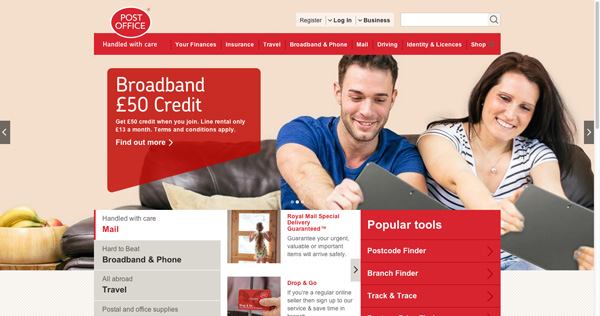 POST
OFFICE
Register Log In Business
Handled with care Your Finances Insurance Travel Broadband & Phone Mail Driving Identity & Licences Shop
Broadband
£50 Credit
Get £50 credit when you join. Line rental only
£13 a month. Terms and conditions apply.
Find out more
Handled with care
Mail
Hard to Beat
Broadband & Phone
All abroad
Travel
Postal and office supplies
Royal Mail Special
Delivery
Guaranteed™
Guarantee your urgent,
valuable or important
items will arrive safely.
Drop & Go
If you're a regular online
seller then sign up to our
service & save time in
Popular tools
Postcode Finder
Branch Finder
Track & Trace